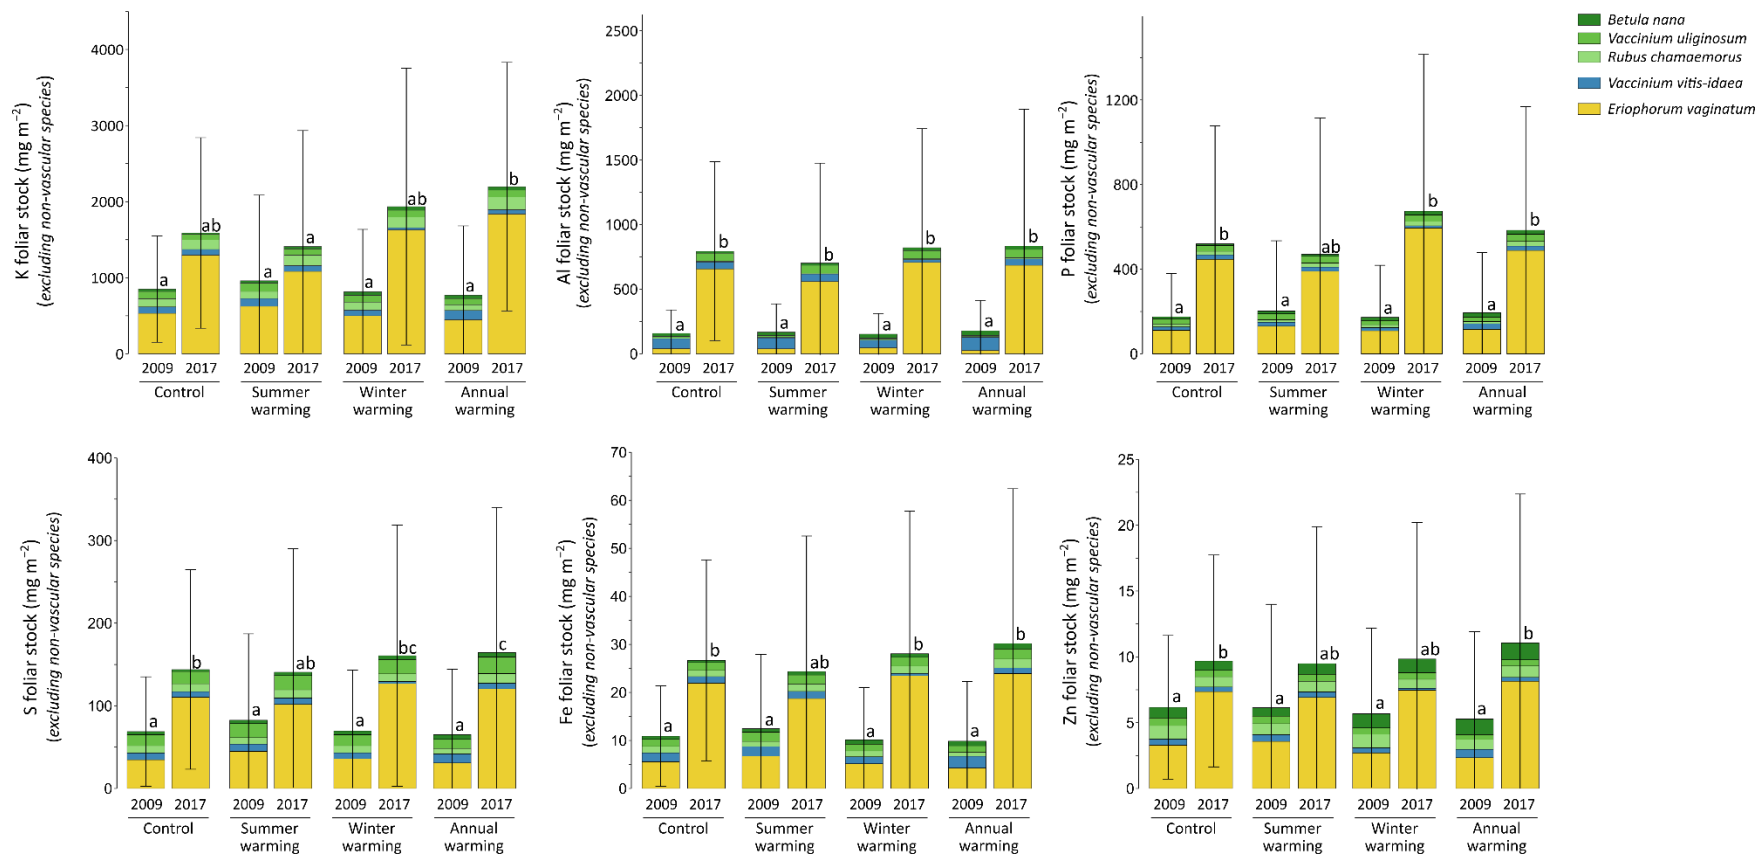 Betula nana
Vaccinium uliginosum
Rubus chamaemorus
Vaccinium vitis-idaea
Eriophorum vaginatum
K foliar stock (mg m⁻²)
(excluding non-vascular species)
4000
3000
2000
1000
0
a
ab
a
a
a
ab
a
b
2009 2017 2009 2017 2009 2017 2009 2017
Control Summer warming Winter warming Annual warming
Al foliar stock (mg m⁻²)
(excluding non-vascular species)
2500
2000
1500
1000
500
0
a
b
a
b
a
b
a
b
2009 2017 2009 2017 2009 2017 2009 2017
Control Summer warming Winter warming Annual warming
P foliar stock (mg m⁻²)
(excluding non-vascular species)
1200
800
400
0
a
b
a
ab
a
b
a
b
2009 2017 2009 2017 2009 2017 2009 2017
Control Summer warming Winter warming Annual warming
S foliar stock (mg m⁻²)
(excluding non-vascular species)
400
300
200
100
0
a
b
a
ab
a
bc
a
c
2009 2017 2009 2017 2009 2017 2009 2017
Control Summer warming Winter warming Annual warming
Fe foliar stock (mg m⁻²)
(excluding non-vascular species)
70
60
50
40
30
20
10
0
a
b
a
ab
a
b
a
b
2009 2017 2009 2017 2009 2017 2009 2017
Control Summer warming Winter warming Annual warming
Zn foliar stock (mg m⁻²)
(excluding non-vascular species)
25
20
15
10
5
0
a
b
a
ab
a
ab
a
b
2009 2017 2009 2017 2009 2017 2009 2017
Control Summer warming Winter warming Annual warming